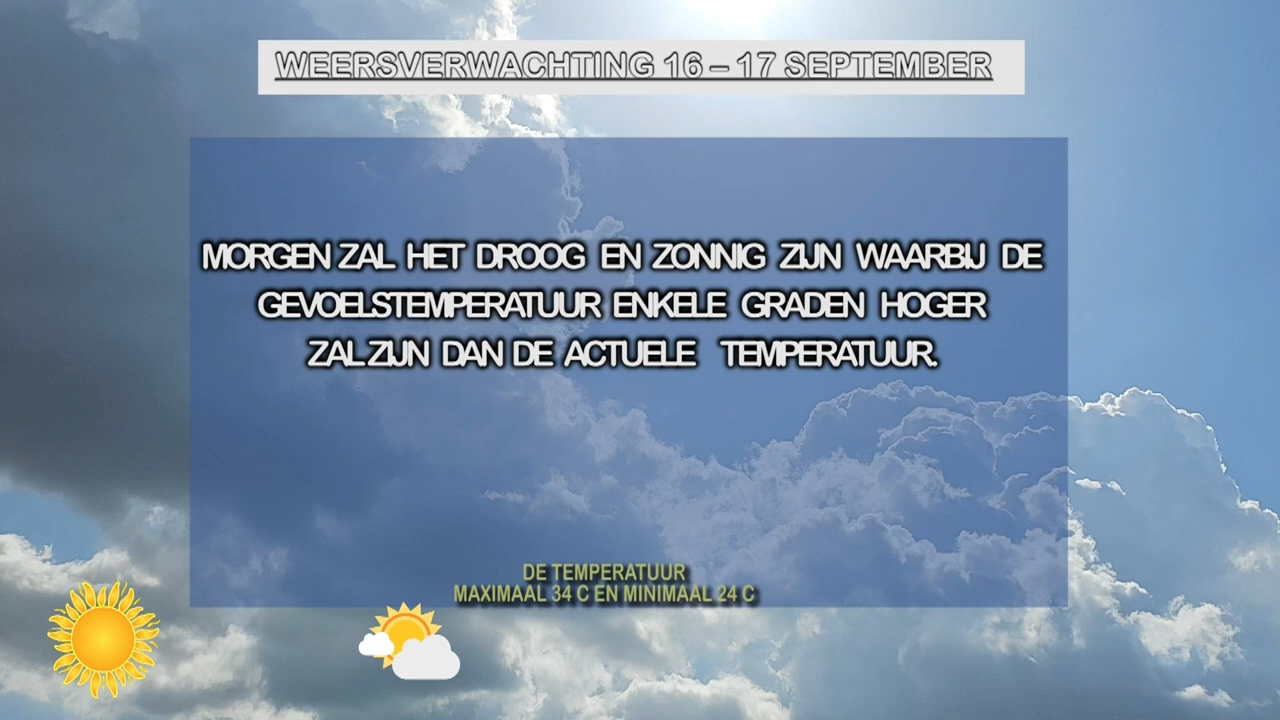 WEERSVERWACHTING 16 – 17 SEPTEMBER
MORGEN ZAL HET DROOG EN ZONNIG ZIJN WAARBIJ DE
GEVOELSTEMPERATUUR ENKELE GRADEN HOGER
ZAL ZIJN DAN DE ACTUELE TEMPERATUUR.
DE TEMPERATUUR
MAXIMAAL 34 C EN MINIMAAL 24 C